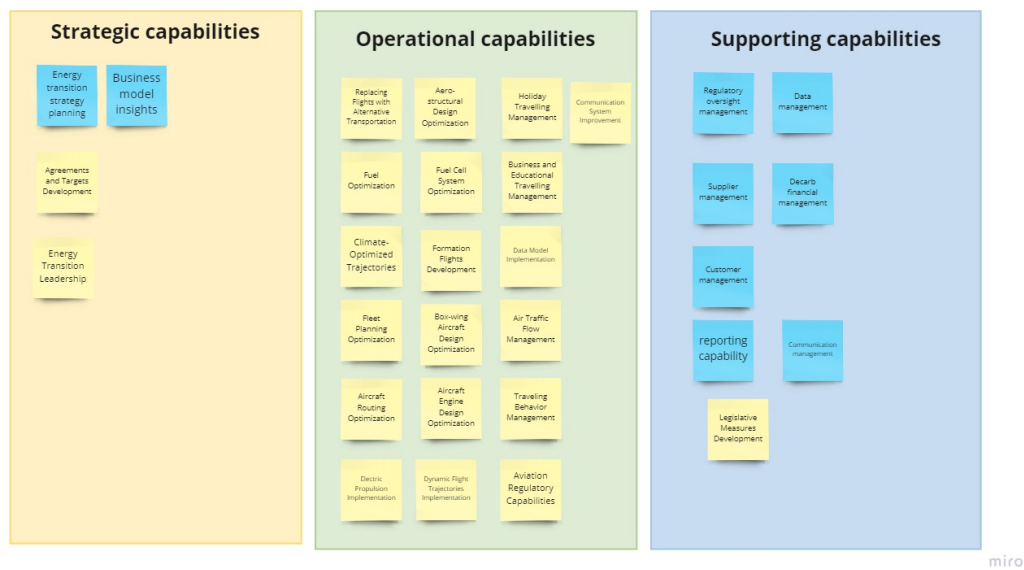 Strategic capabilities
Energy
transition
strategy
planning
Business
model
insights
Agreements
and Targets
Development
Energy
Transition
Leadership
Operational capabilities
Replacing
Flights with
Alternative
Transportation
Aero-
structural
Design
Optimization
Holiday
Travelling
Management
Communication
System
Improvement
Fuel
Optimization
Fuel Cell
System
Optimization
Business and
Educational
Travelling
Management
Climate-
Optimized
Trajectories
Formation
Flights
Development
Data Model
Implementation
Fleet
Planning
Optimization
Box-wing
Aircraft
Design
Optimization
Air Traffic
Flow
Management
Aircraft
Routing
Optimization
Aircraft
Engine
Design
Optimization
Traveling
Behavior
Management
Electric
Propulsion
Implementation
Dynamic Flight
Trajectories
Implementation
Aviation
Regulatory
Capabilities
Supporting capabilities
Regulatory
oversight
management
Data
management
Supplier
management
Decarb
financial
management
Customer
management
reporting
capability
Communication
management
Legislative
Measures
Development
miro